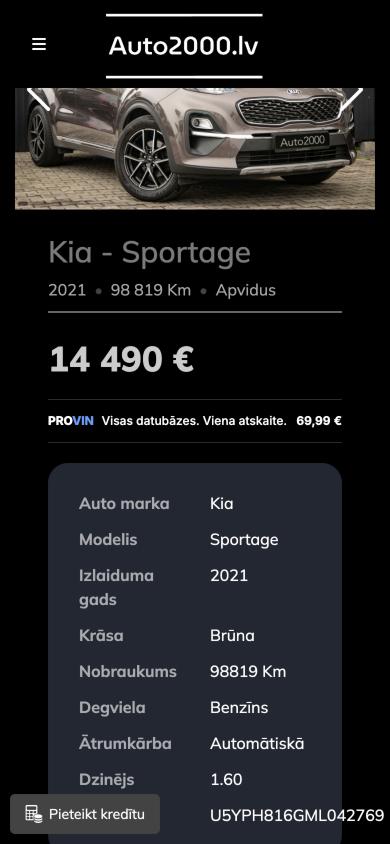 Auto2000.lv
Auto2000
Kia - Sportage
2021 • 98 819 Km • Apvidus
14 490 €
PROVIN Visas datubāzes. Viena atskaite. 69,99 €
Auto marka Kia
Modelis Sportage
Izlaiduma gads 2021
Krāsa Brūna
Nobraukums 98819 Km
Degviela Benzīns
Ātrumkārba Automātiskā
Dzinējs 1.60
Pieteikt kredītu
U5YPH816GML042769